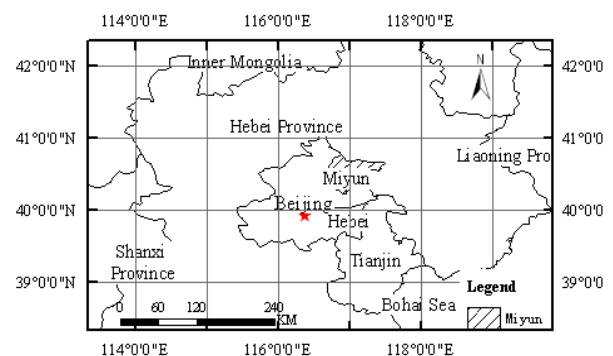 114°0'0"E 116°0'0"E 118°0'0"E
42°0'0"N Inner Mongolia N 42°0'0"
41°0'0"N Hebei Province 41°0'0"
Liaoning Pro
Miyun
Beijing
40°0'0"N Hebei 40°0'0"
Shanxi
Province
Tianjin
39°0'0"N 39°0'0"
Legend
0 60 120 240
KM
Bohai Sea
Miyun
114°0'0"E 116°0'0"E 118°0'0"E